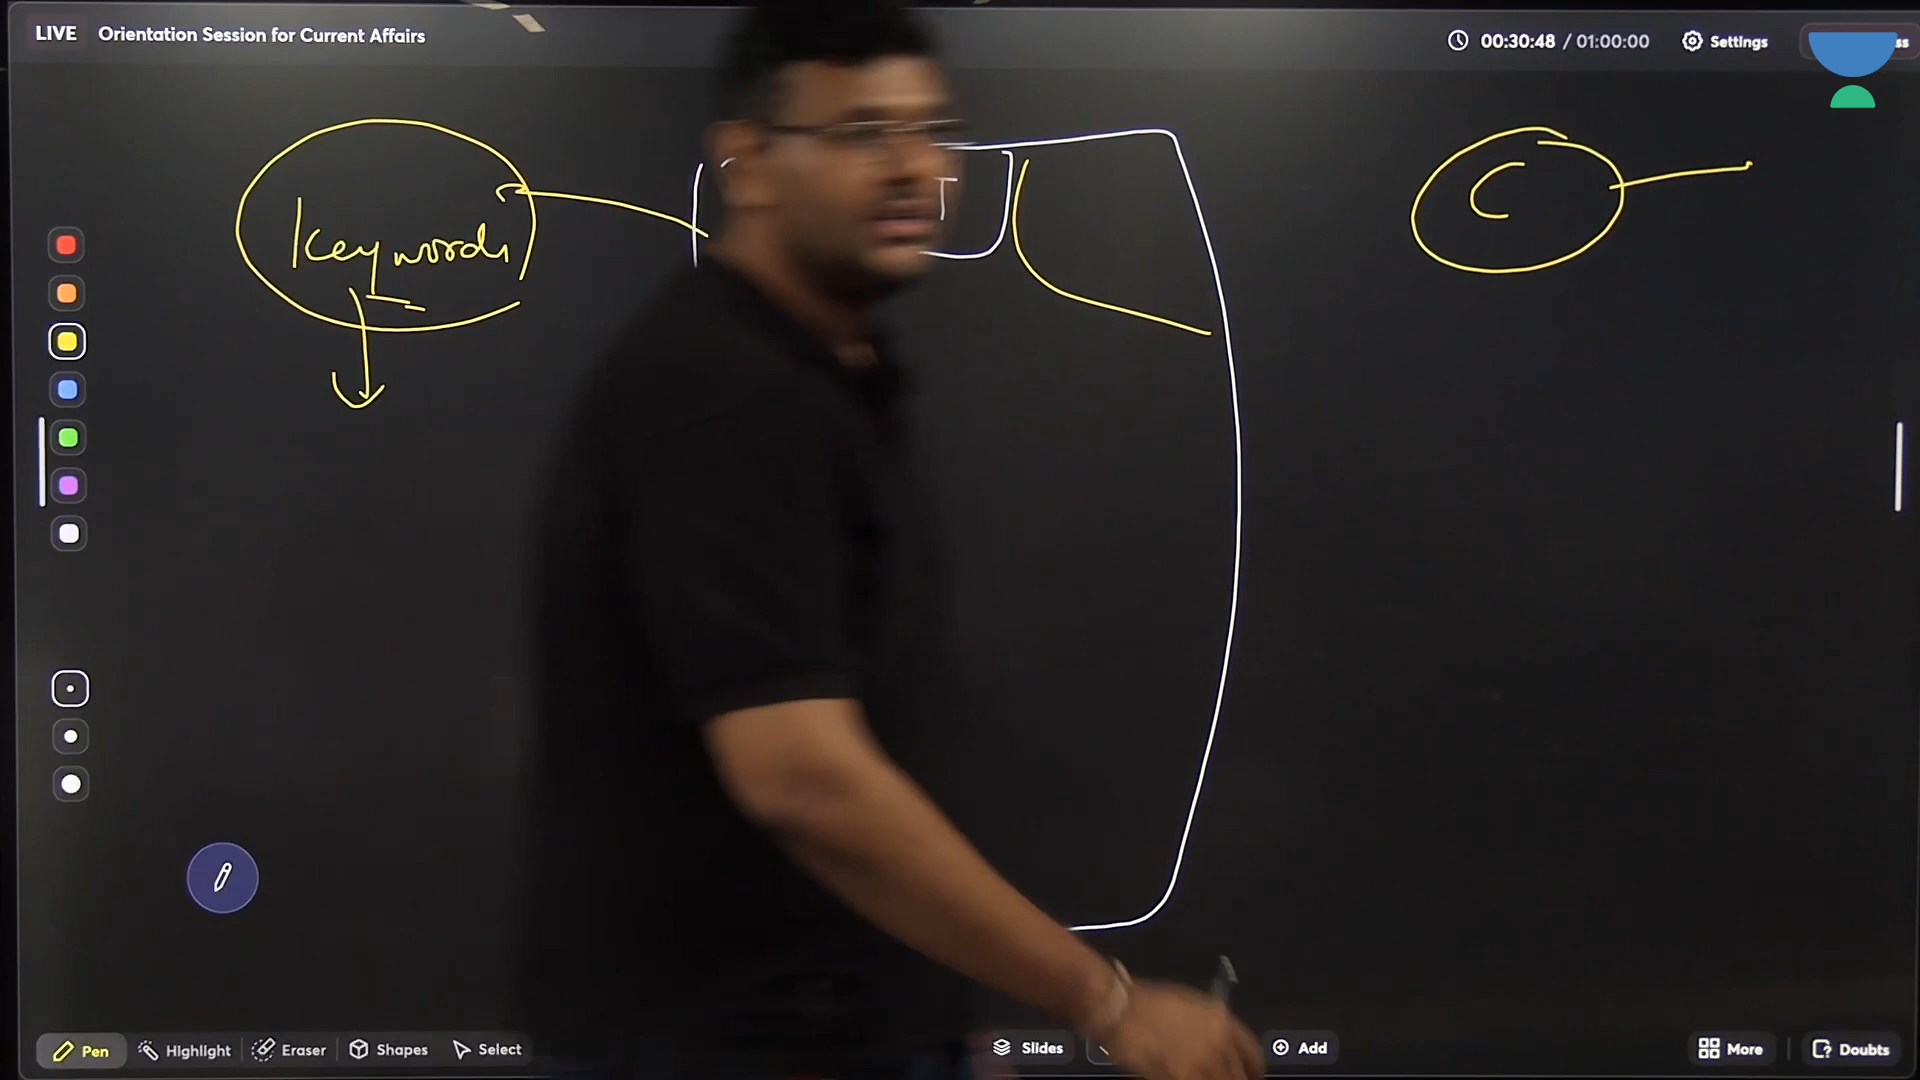 LIVE Orientation Session for Current Affairs
00:30:48 / 01:00:00 Settings
Keywords
T
C
Pen Highlight Eraser Shapes Select
Slides
Add
More
Doubts